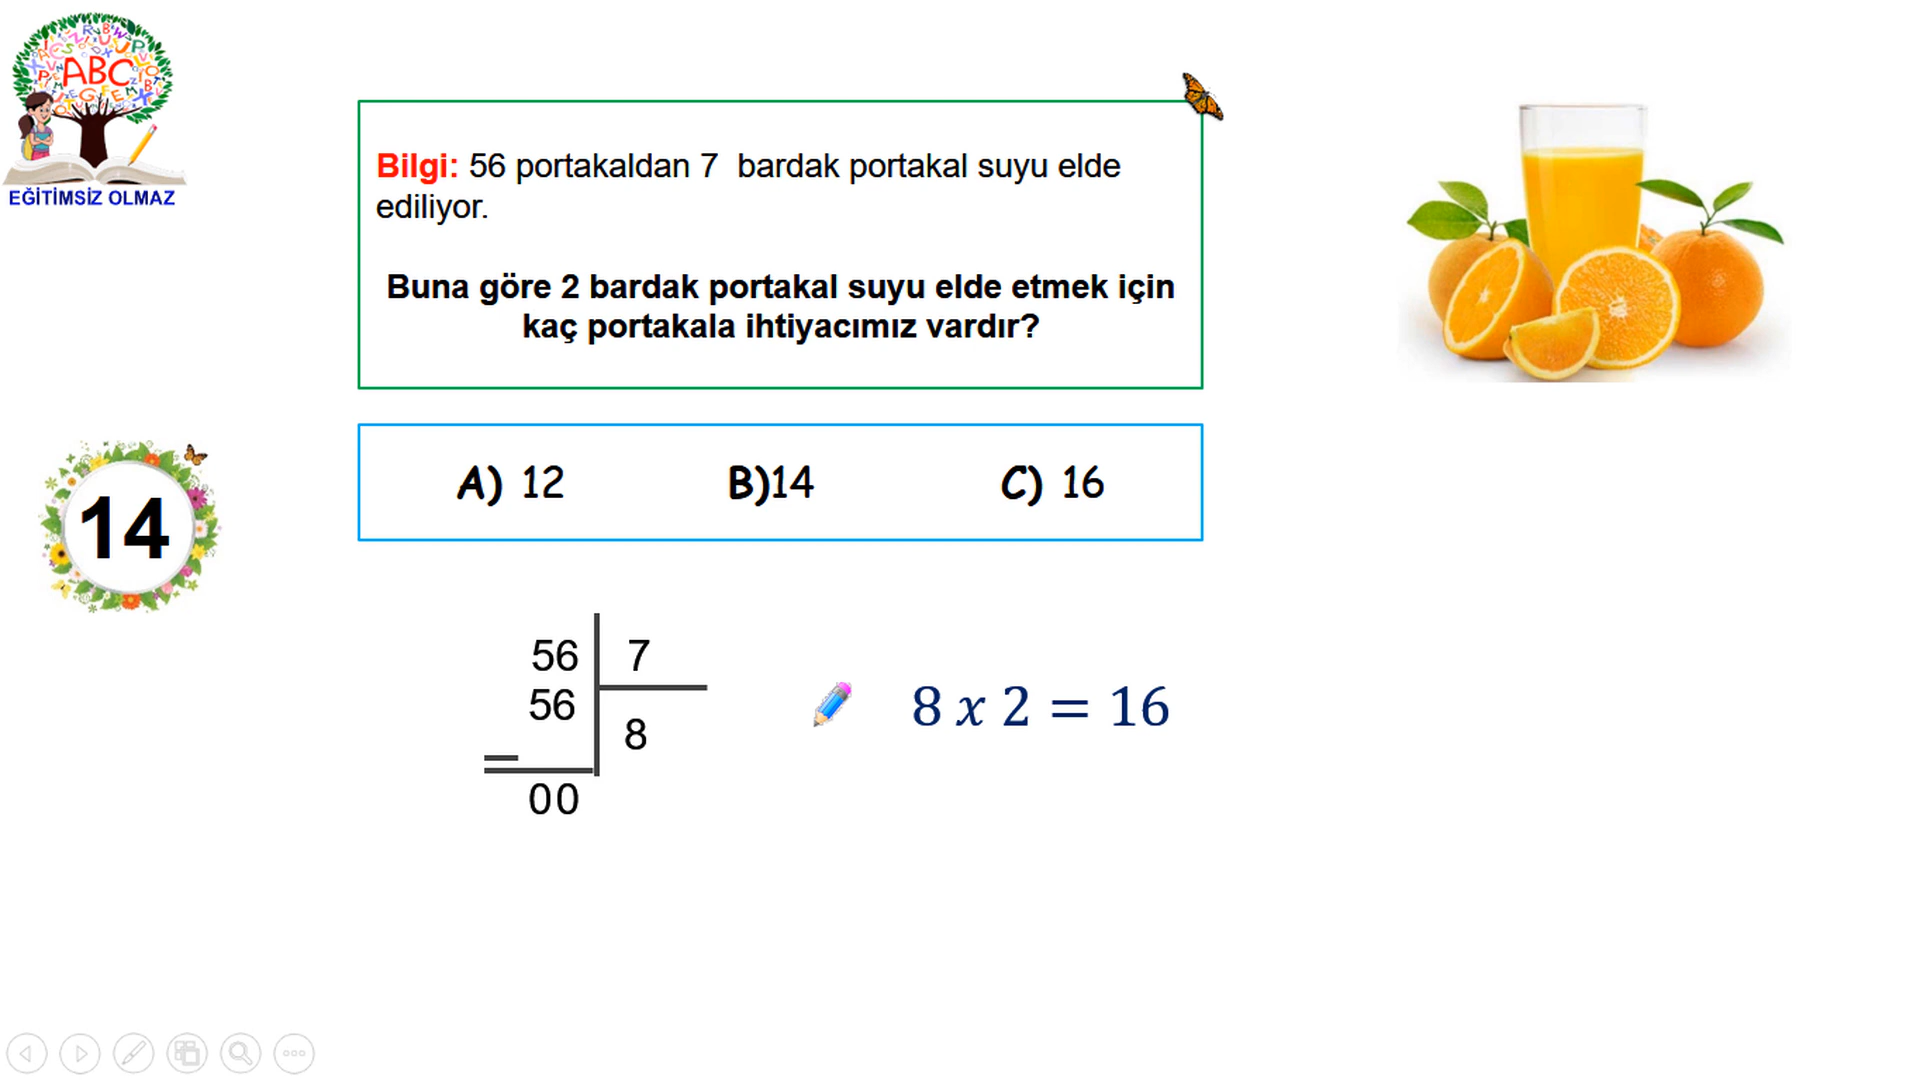 ABC
EĞİTİMSİZ OLMAZ
Bilgi: 56 portakaldan 7 bardak portakal suyu elde
ediliyor.
Buna göre 2 bardak portakal suyu elde etmek için
kaç portakala ihtiyacımız vardır?
A) 12 B)14 C) 16
14
56 7
56
8
00
8 x 2 = 16